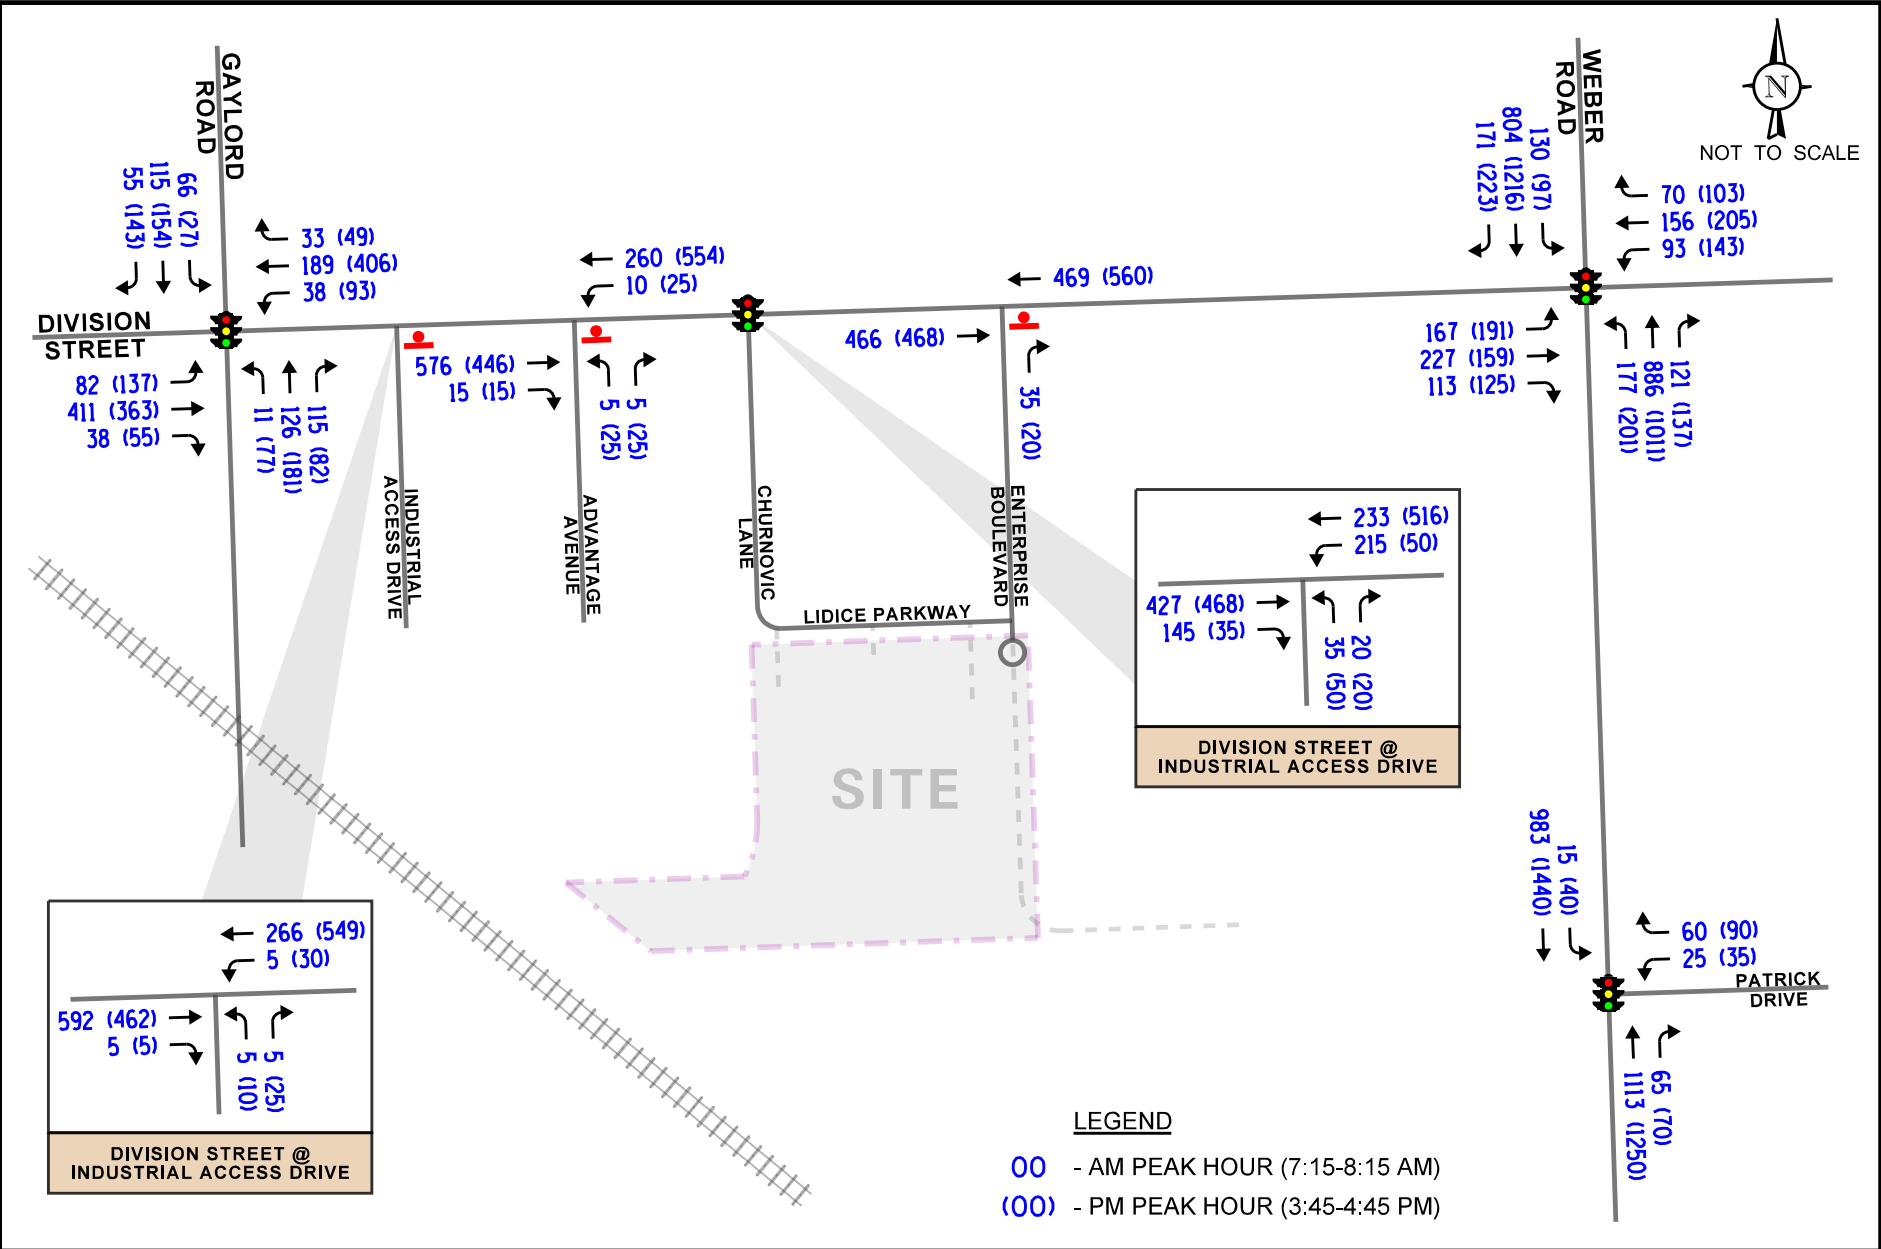 GAYLORD
ROAD
WEBER
ROAD
N
NOT TO SCALE
55 (143)
115 (154)
66 (27)
33 (49)
189 (406)
38 (93)
260 (554)
10 (25)
469 (560)
171 (223)
804 (1216)
130 (97)
70 (103)
156 (205)
93 (143)
DIVISION
STREET
82 (137)
411 (363)
38 (55)
11 (77)
126 (181)
115 (82)
576 (446)
15 (15)
5 (25)
5 (25)
466 (468)
35 (20)
167 (191)
227 (159)
113 (125)
177 (201)
886 (1011)
121 (137)
INDUSTRIAL
ACCESS DRIVE
ADVANTAGE
AVENUE
CHURNOVIC
LANE
ENTERPRISE
BOULEVARD
LIDICE PARKWAY
233 (516)
215 (50)
427 (468)
145 (35)
35 (50)
20 (20)
DIVISION STREET @
INDUSTRIAL ACCESS DRIVE
SITE
983 (1440)
15 (40)
60 (90)
25 (35)
PATRICK
DRIVE
1113 (1250)
65 (70)
266 (549)
5 (30)
592 (462)
5 (5)
5 (10)
5 (25)
DIVISION STREET @
INDUSTRIAL ACCESS DRIVE
LEGEND
00 - AM PEAK HOUR (7:15-8:15 AM)
(00) - PM PEAK HOUR (3:45-4:45 PM)